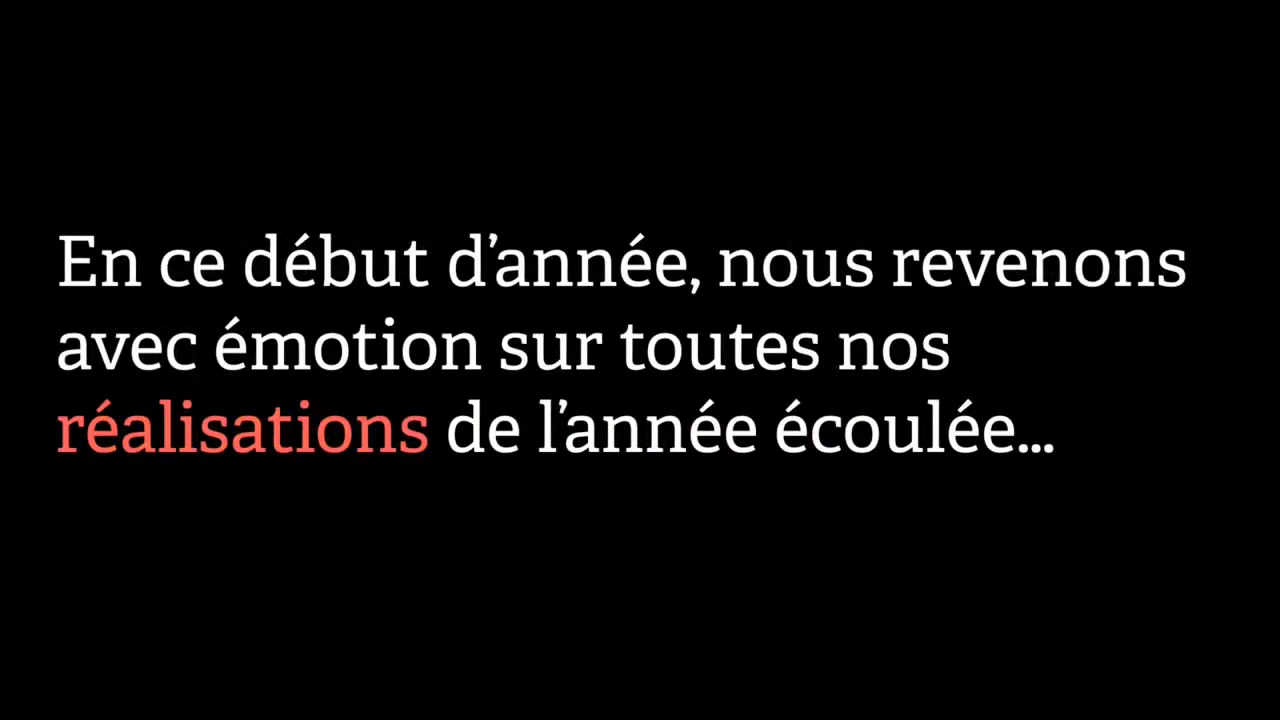 En ce début d’année, nous revenons
avec émotion sur toutes nos
réalisations de l’année écoulée...